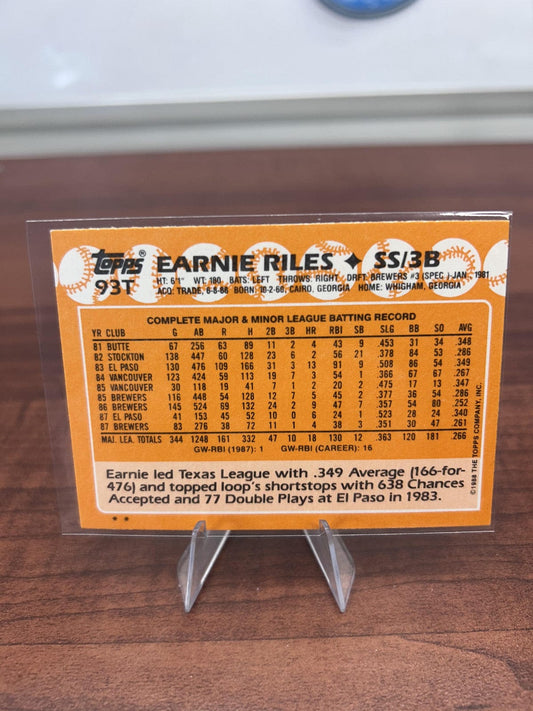 topps® EARNIE RILES ✦ SS/3B
93T HT: 6'1" WT: 180 BATS: LEFT THROWS: RIGHT DRFT: BREWERS #3 (SPEC.)-JAN., 1981
ACQ: TRADE, 6-8-88 BORN: 10-2-60, CAIRO, GEORGIA HOME: WHIGHAM, GEORGIA
COMPLETE MAJOR & MINOR LEAGUE BATTING RECORD
YR CLUB G AB R H 2B 3B HR RBI SB SLG BB SO AVG
81 BUTTE 67 256 63 89 11 2 4 43 9 .453 31 34 .348
82 STOCKTON 138 447 60 128 23 6 2 56 21 .378 84 53 .286
83 EL PASO 130 476 109 166 31 3 13 91 9 .508 86 54 .349
84 VANCOUVER 123 424 59 113 19 7 3 54 1 .366 67 67 .267
85 VANCOUVER 30 118 19 41 7 1 2 20 2 .475 17 13 .347
85 BREWERS 116 448 54 128 12 7 5 45 2 .377 36 54 .286
86 BREWERS 145 524 69 132 24 2 9 47 7 .357 54 80 .252
87 EL PASO 41 153 45 52 10 0 6 24 1 .523 28 24 .340
87 BREWERS 83 276 38 72 11 1 4 38 3 .351 30 47 .261
MAJ. LEA. TOTALS 344 1248 161 332 47 10 18 130 12 .363 120 181 .266
GW-RBI (1987): 1 GW-RBI (CAREER): 16
Earnie led Texas League with .349 Average (166-for-
476) and topped loop's shortstops with 638 Chances
Accepted and 77 Double Plays at El Paso in 1983.
©1988 THE TOPPS COMPANY, INC.
**